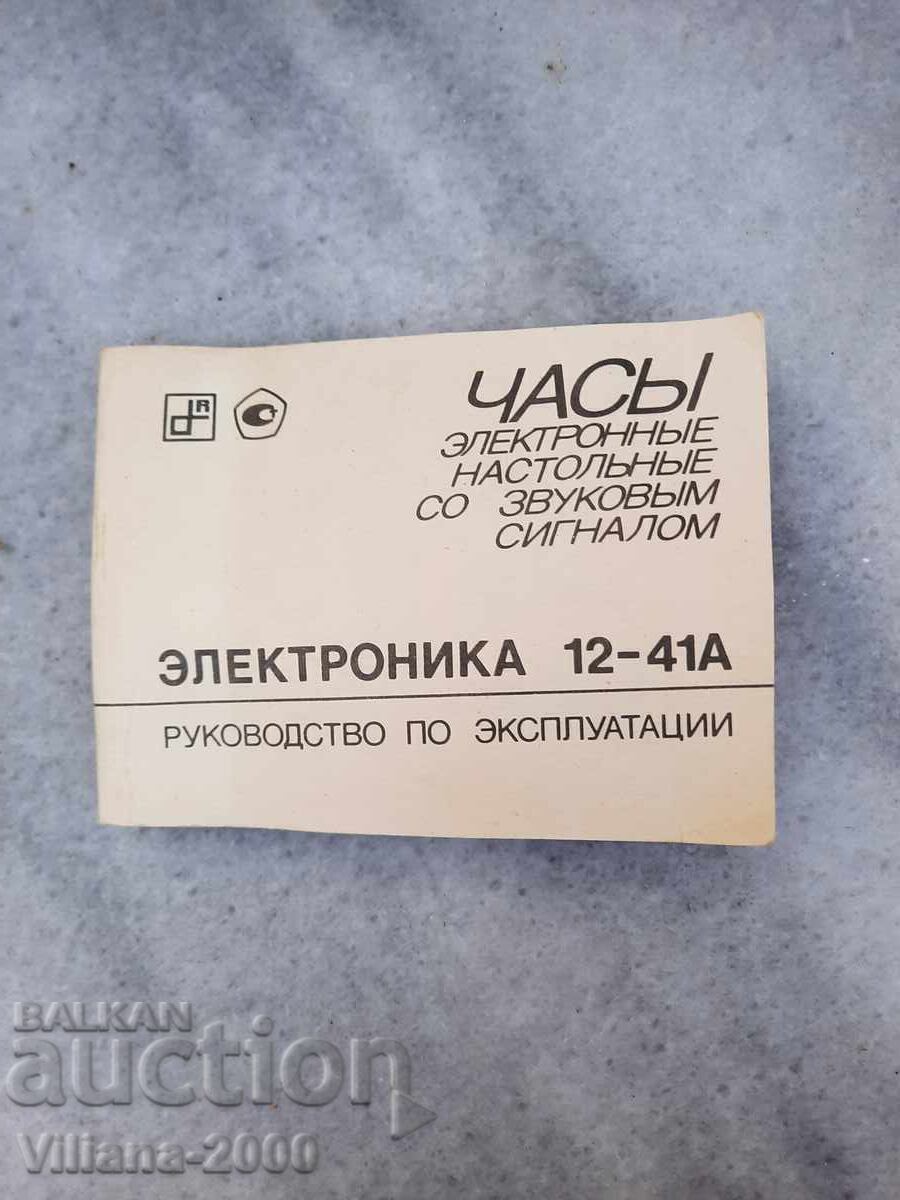 ЧАСЫ
ЭЛЕКТРОННЫЕ
НАСТОЛЬНЫЕ
СО ЗВУКОВЫМ
СИГНАЛОМ
R
ЭЛЕКТРОНИКА 12-41А
РУКОВОДСТВО ПО ЭКСПЛУАТАЦИИ
BALKAN
auction
Viliana-2000